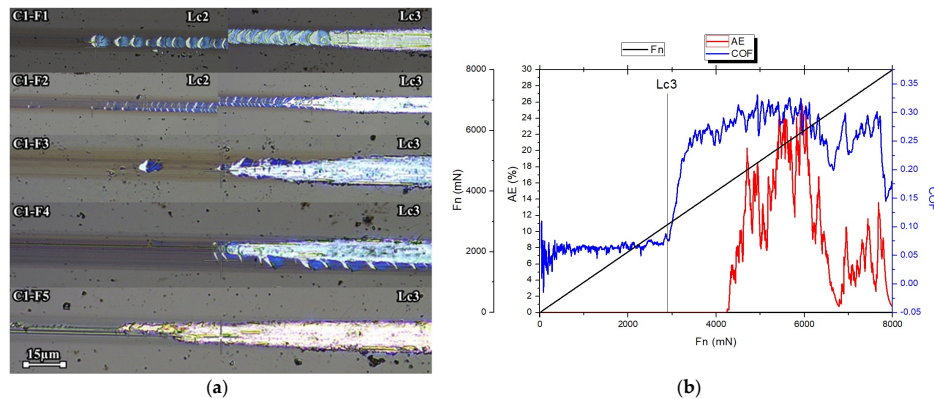 C1-F1 Lc2 Lc3
C1-F2 Lc2 Lc3
C1-F3 Lc3
C1-F4 Lc3
C1-F5 Lc3
15µm
(a)
Fn
AE
COF
Lc3
8000
6000
4000
2000
0
Fn (mN)
30
28
26
24
22
20
18
16
14
12
10
8
6
4
2
0
AE (%)
0.35
0.30
0.25
0.20
0.15
0.10
0.05
0.00
-0.05
COF
0 2000 4000 6000 8000
Fn (mN)
(b)